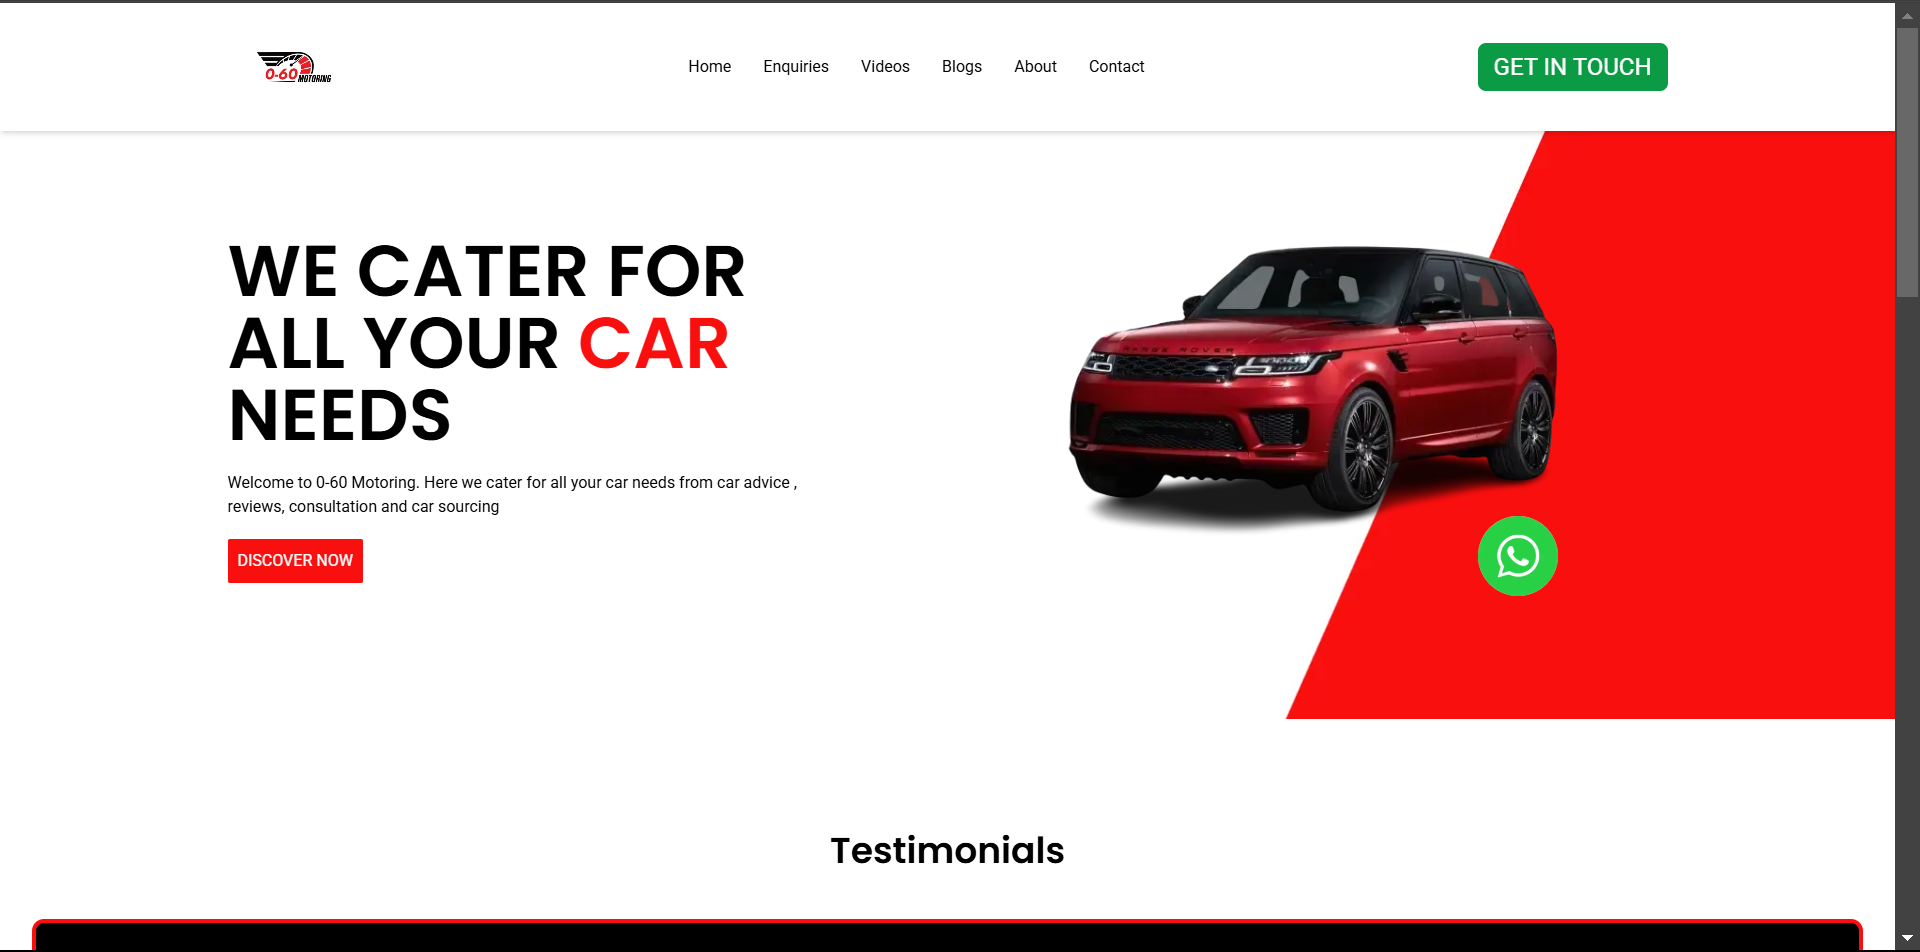 0-60 MOTORING
Home Enquiries Videos Blogs About Contact
GET IN TOUCH
WE CATER FOR
ALL YOUR CAR
NEEDS
RANGE ROVER
Welcome to 0-60 Motoring. Here we cater for all your car needs from car advice ,
reviews, consultation and car sourcing
DISCOVER NOW
Testimonials